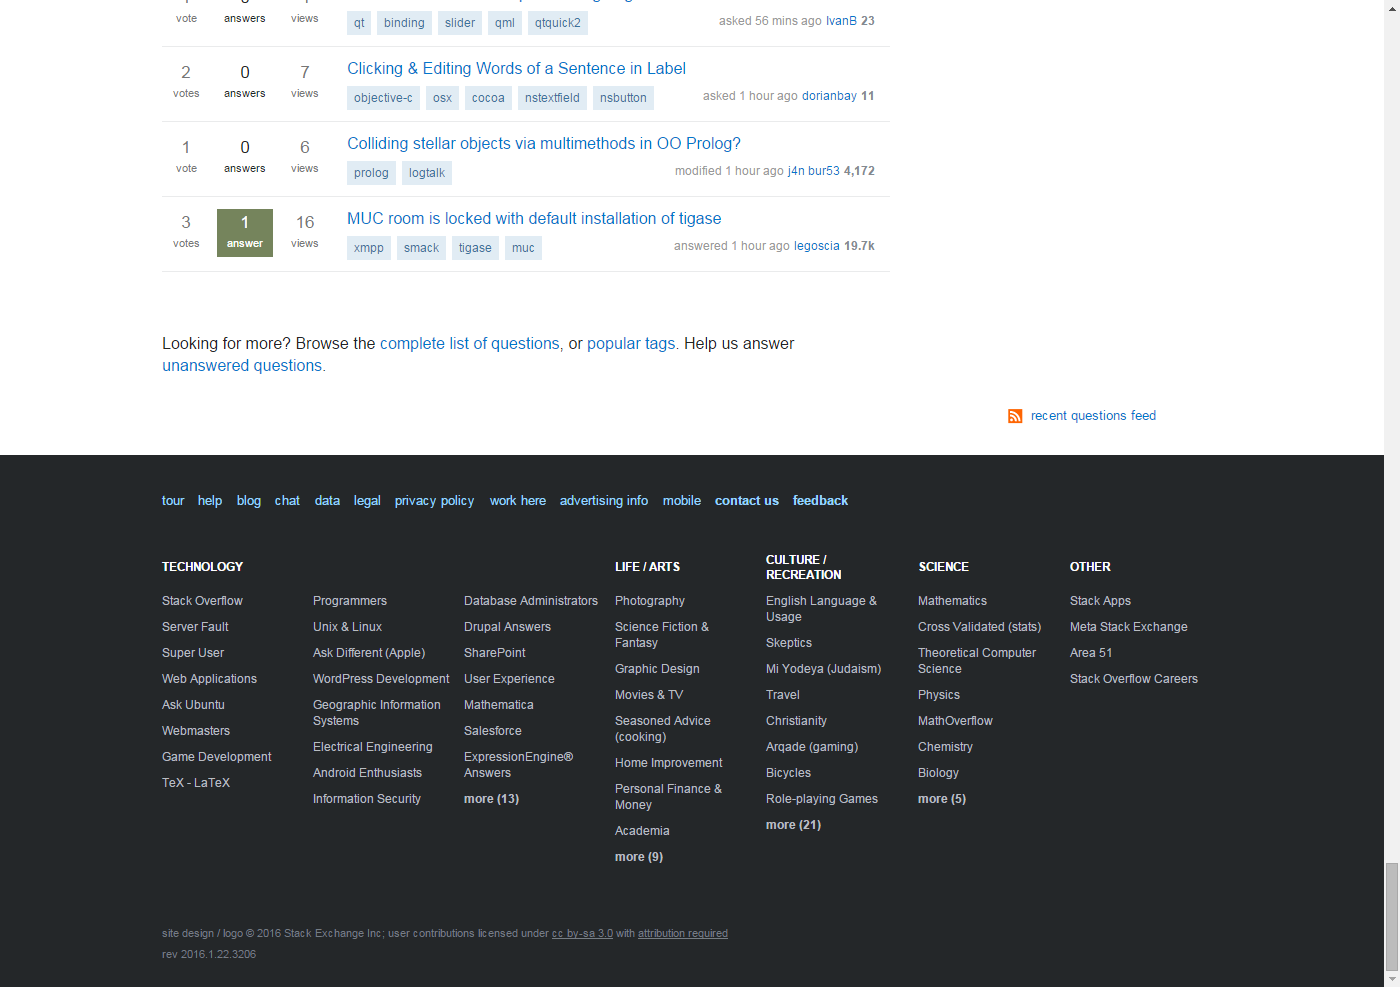 vote answers views
qt binding slider qml qtquick2 asked 56 mins ago IvanB 23
2 0 7 Clicking & Editing Words of a Sentence in Label
votes answers views objective-c osx cocoa nstextfield nsbutton asked 1 hour ago dorianbay 11
1 0 6 Colliding stellar objects via multimethods in OO Prolog?
vote answers views prolog logtalk modified 1 hour ago j4n bur53 4,172
3 1 16 MUC room is locked with default installation of tigase
votes answer views xmpp smack tigase muc answered 1 hour ago legoscia 19.7k
Looking for more? Browse the complete list of questions, or popular tags. Help us answer
unanswered questions.
recent questions feed
tour help blog chat data legal privacy policy work here advertising info mobile contact us feedback
TECHNOLOGY
Stack Overflow
Server Fault
Super User
Web Applications
Ask Ubuntu
Webmasters
Game Development
TeX - LaTeX
Programmers
Unix & Linux
Ask Different (Apple)
WordPress Development
Geographic Information
Systems
Electrical Engineering
Android Enthusiasts
Information Security
Database Administrators
Drupal Answers
SharePoint
User Experience
Mathematica
Salesforce
ExpressionEngine®
Answers
more (13)
LIFE / ARTS
Photography
Science Fiction &
Fantasy
Graphic Design
Movies & TV
Seasoned Advice
(cooking)
Home Improvement
Personal Finance &
Money
Academia
more (9)
CULTURE /
RECREATION
English Language &
Usage
Skeptics
Mi Yodeya (Judaism)
Travel
Christianity
Arqade (gaming)
Bicycles
Role-playing Games
more (21)
SCIENCE
Mathematics
Cross Validated (stats)
Theoretical Computer
Science
Physics
MathOverflow
Chemistry
Biology
more (5)
OTHER
Stack Apps
Meta Stack Exchange
Area 51
Stack Overflow Careers
site design / logo © 2016 Stack Exchange Inc; user contributions licensed under cc by-sa 3.0 with attribution required
rev 2016.1.22.3206